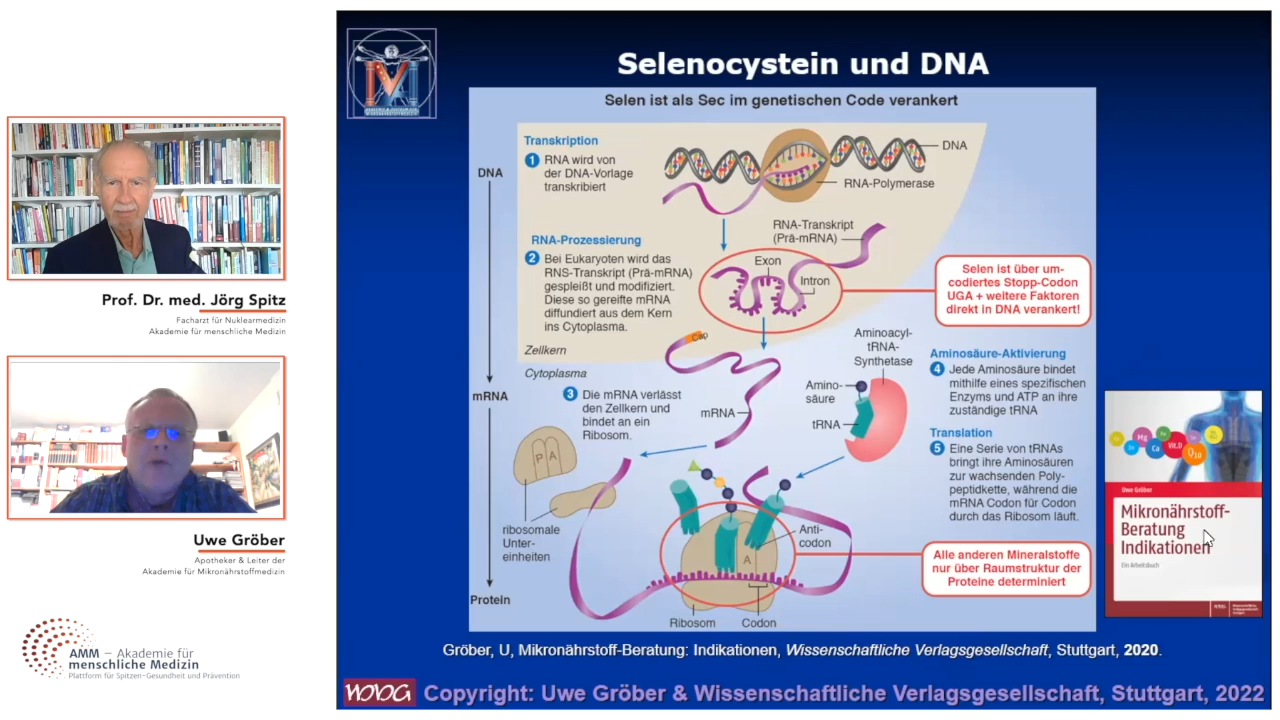 Prof. Dr. med. Jörg Spitz
Facharzt für Nuklearmedizin
Akademie für menschliche Medizin
Uwe Gröber
Apotheker & Leiter der
Akademie für Mikronährstoffmedizin
AMM – Akademie für
menschliche Medizin
Plattform für Spitzen-Gesundheit und Prävention
Selenocystein und DNA
Selen ist als Sec im genetischen Code verankert
DNA
mRNA
Protein
Transkription
1 RNA wird von
der DNA-Vorlage
transkribiert
DNA
RNA-Polymerase
RNA-Prozessierung
2 Bei Eukaryoten wird das
RNS-Transkript (Prä-mRNA)
gespleißt und modifiziert.
Diese so gereifte mRNA
diffundiert aus dem Kern
ins Cytoplasma.
RNA-Transkript
(Prä-mRNA)
Exon
Intron
Selen ist über um-
codiertes Stopp-Codon
UGA + weitere Faktoren
direkt in DNA verankert!
Zellkern
Cytoplasma
Cap
3 Die mRNA verlässt
den Zellkern und
bindet an ein
Ribosom.
mRNA
Aminoacyl-
tRNA-
Synthetase
Amino-
säure
tRNA
Aminosäure-Aktivierung
4 Jede Aminosäure bindet
mithilfe eines spezifischen
Enzyms und ATP an ihre
zuständige tRNA
Translation
5 Eine Serie von tRNAs
bringt ihre Aminosäuren
zur wachsenden Poly-
peptidkette, während die
mRNA Codon für Codon
durch das Ribosom läuft.
P A
ribosomale
Unter-
einheiten
Anti-
codon
A
Ribosom
Codon
Alle anderen Mineralstoffe
nur über Raumstruktur der
Proteine determiniert
Mg
Ca
Vit.D
Q10
Uwe Gröber
Mikronährstoff-
Beratung
Indikationen
Ein Arbeitsbuch
Gröber, U, Mikronährstoff-Beratung: Indikationen, Wissenschaftliche Verlagsgesellschaft, Stuttgart, 2020.
WVG Copyright: Uwe Gröber & Wissenschaftliche Verlagsgesellschaft, Stuttgart, 2022